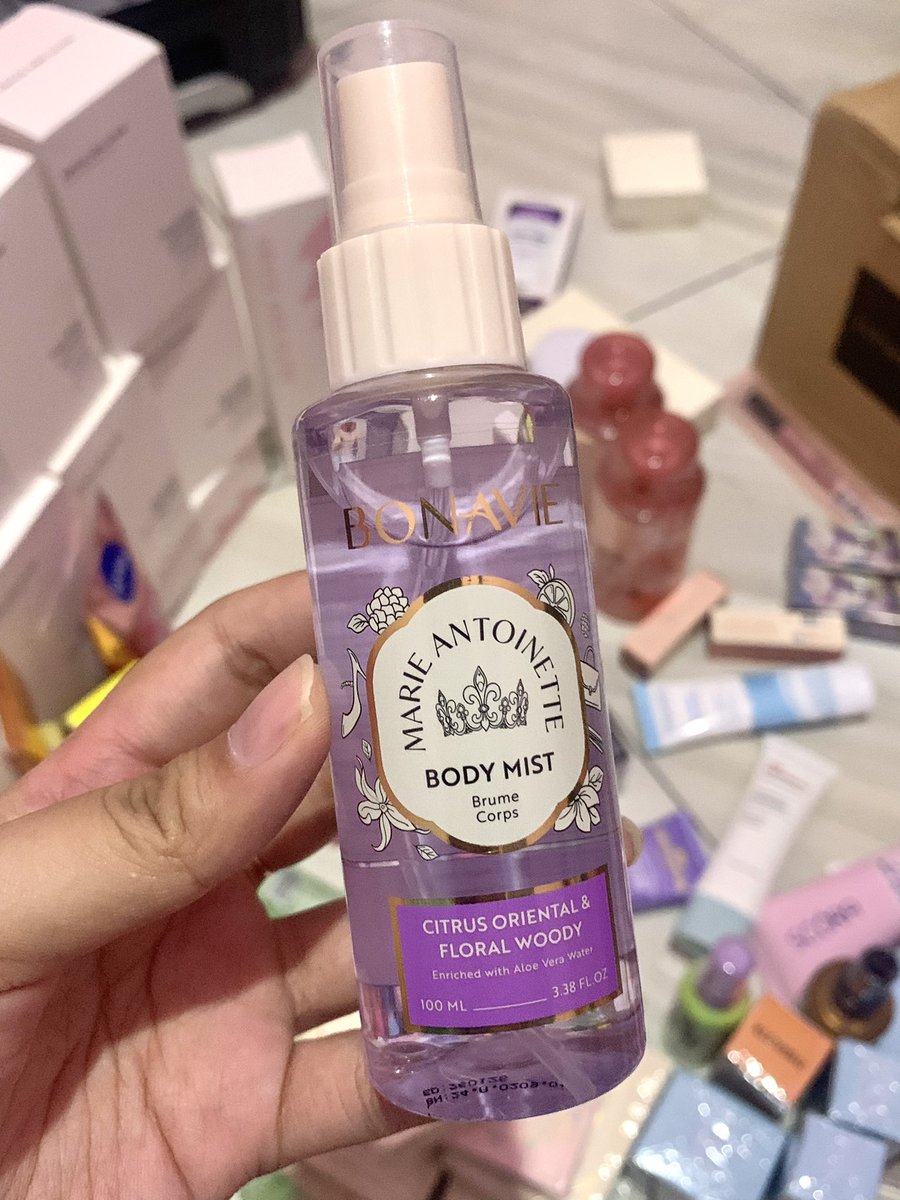 BONAVIE
MARIE ANTOINETTE
BODY MIST
Brume
Corps
CITRUS ORIENTAL &
FLORAL WOODY
Enriched with Aloe Vera Water
100 ML 3.38 FL.OZ